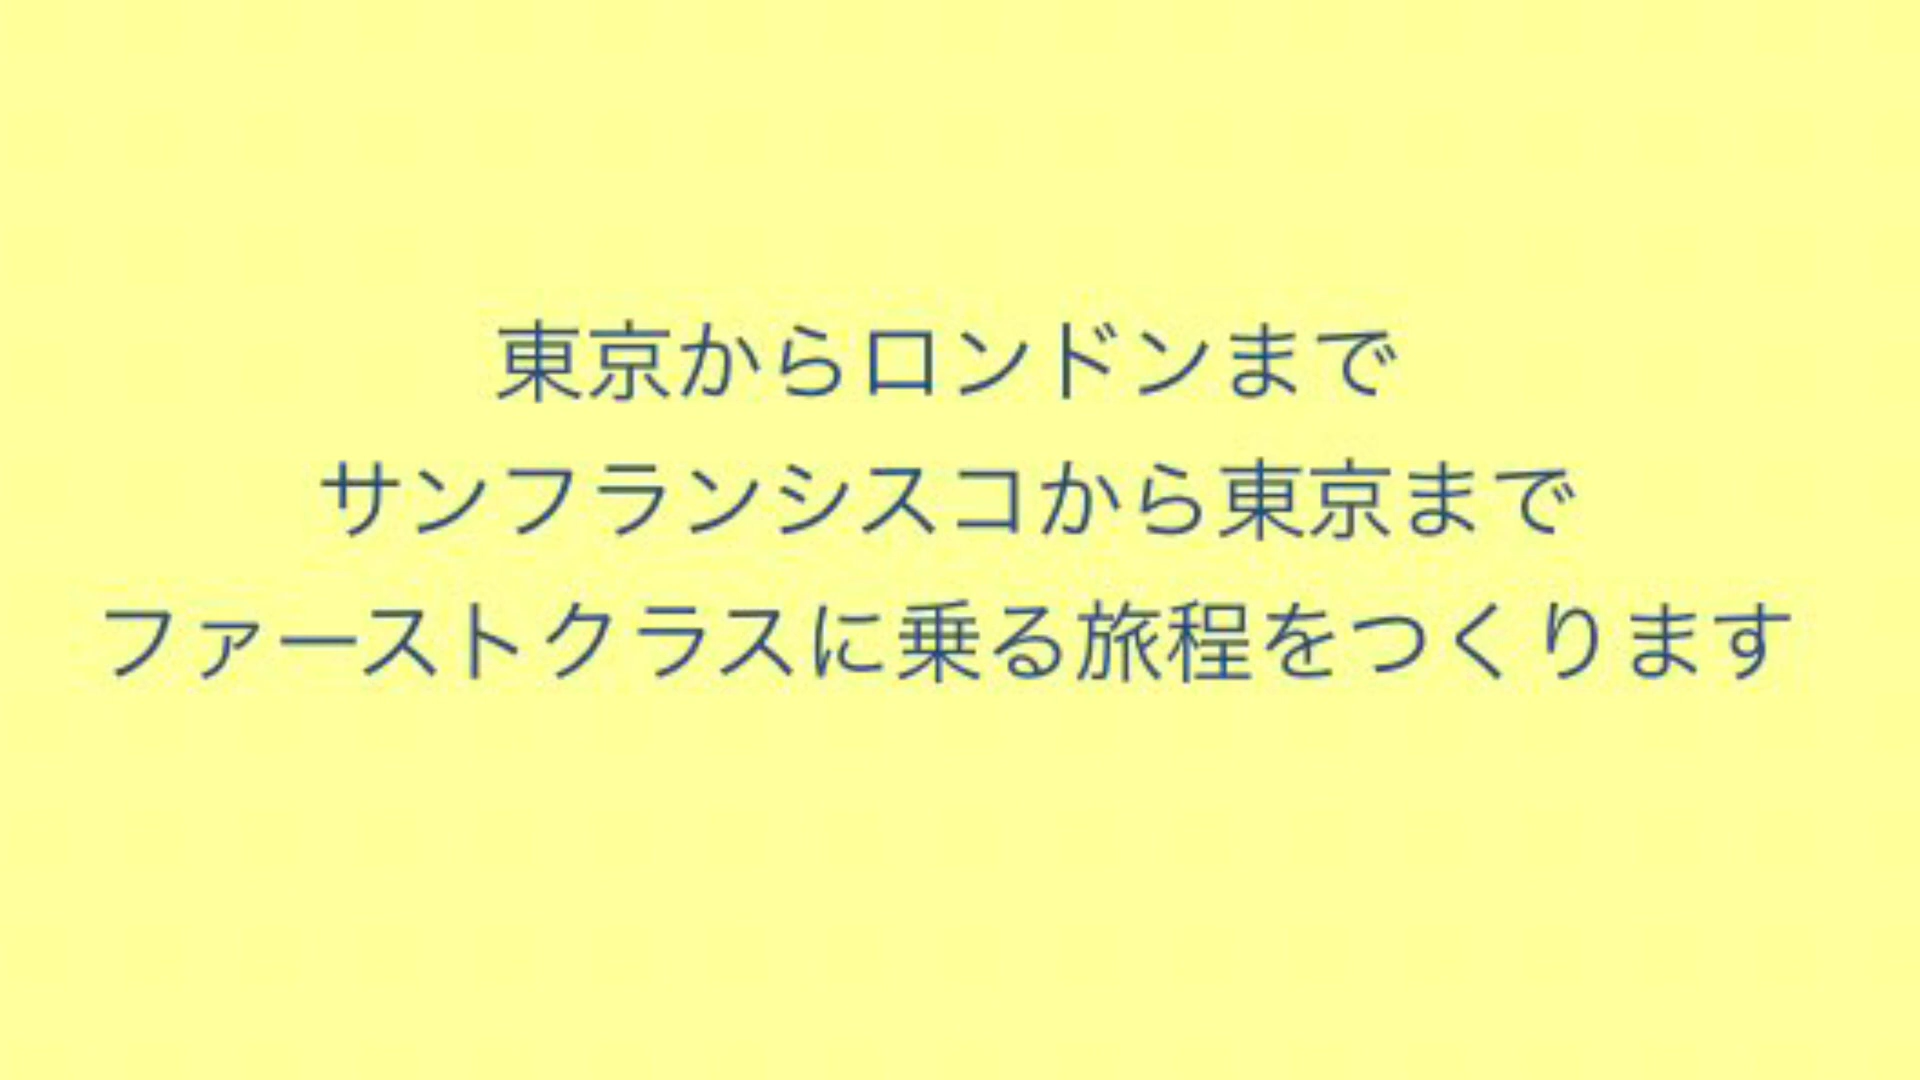 東京からロンドンまで
サンフランシスコから東京まで
ファーストクラスに乗る旅程をつくります